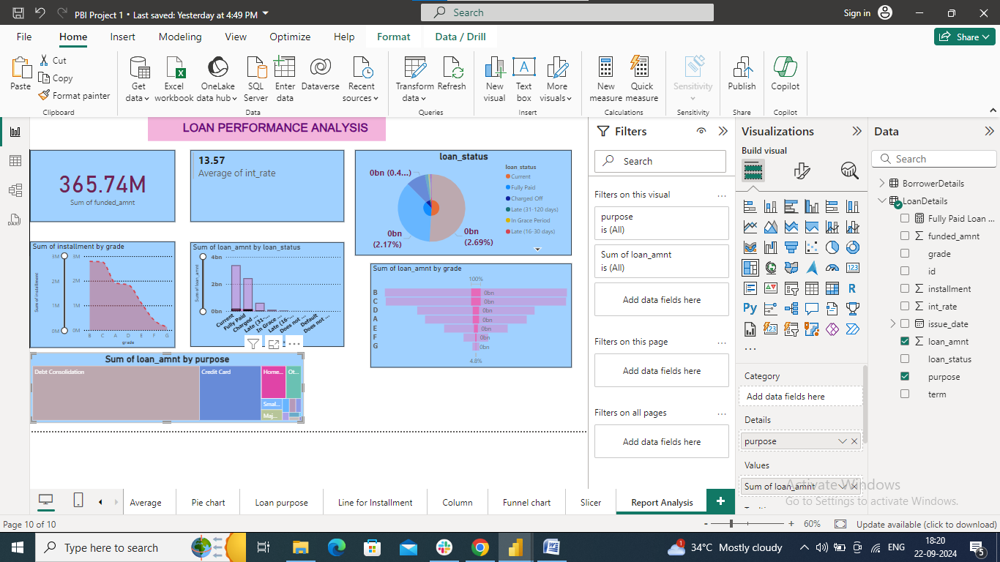 PBI Project 1 • Last saved: Yesterday at 4:49 PM
Search
Sign in
File Home Insert Modeling View Optimize Help Format Data / Drill
Share
Paste
Cut
Copy
Format painter
Clipboard
Get data
Excel workbook
OneLake data hub
SQL Server
Enter data
Dataverse
Recent sources
Data
Transform data
Refresh
Queries
New visual
Text box
More visuals
Insert
New measure
Quick measure
Calculations
Sensitivity
Sensitivity
Publish
Share
Copilot
Copilot
LOAN PERFORMANCE ANALYSIS
365.74M
Sum of funded_amnt
13.57
Average of int_rate
loan_status
0bn (0.4...)
0bn
(2.17%)
0bn
(2.69%)
loan_status
Current
Fully Paid
Charged Off
Late (31-120 days)
In Grace Period
Late (16-30 days)
Sum of installment by grade
Sum of installment
3M
2M
1M
0M
3M
2M
1M
0M
B C A D E F G
grade
Sum of loan_amnt by loan_status
Sum of loan_amnt
4bn
2bn
0bn
Current
Fully Paid
Charged ...
Late (31-...
In Grace ...
Late (16-...
Does not ...
Default
Does not ...
Sum of loan_amnt by grade
100%
B 0bn
C 0bn
D 0bn
A 0bn
E 0bn
F 0bn
G 0bn
4.8%
Sum of loan_amnt by purpose
Debt Consolidation
Credit Card
Home...
Ot...
Smal...
Maj...
Filters
Search
Filters on this visual
...
purpose
is (All)
Sum of loan_amnt
is (All)
Add data fields here
Filters on this page
...
Add data fields here
Filters on all pages
...
Add data fields here
Visualizations
Build visual
123
R
Py
...
Category
Add data fields here
Details
purpose
Values
Sum of loan_amnt
Data
Search
BorrowerDetails
LoanDetails
Fully Paid Loan ...
funded_amnt
grade
id
installment
int_rate
issue_date
loan_amnt
loan_status
purpose
term
Activate Windows
Go to Settings to activate Windows.
Average
Pie chart
Loan purpose
Line for Installment
Column
Funnel chart
Slicer
Report Analysis
+
Page 10 of 10
- + 60%
Update available (click to download)
Type here to search
1
34°C Mostly cloudy
ENG
18:20
22-09-2024
5